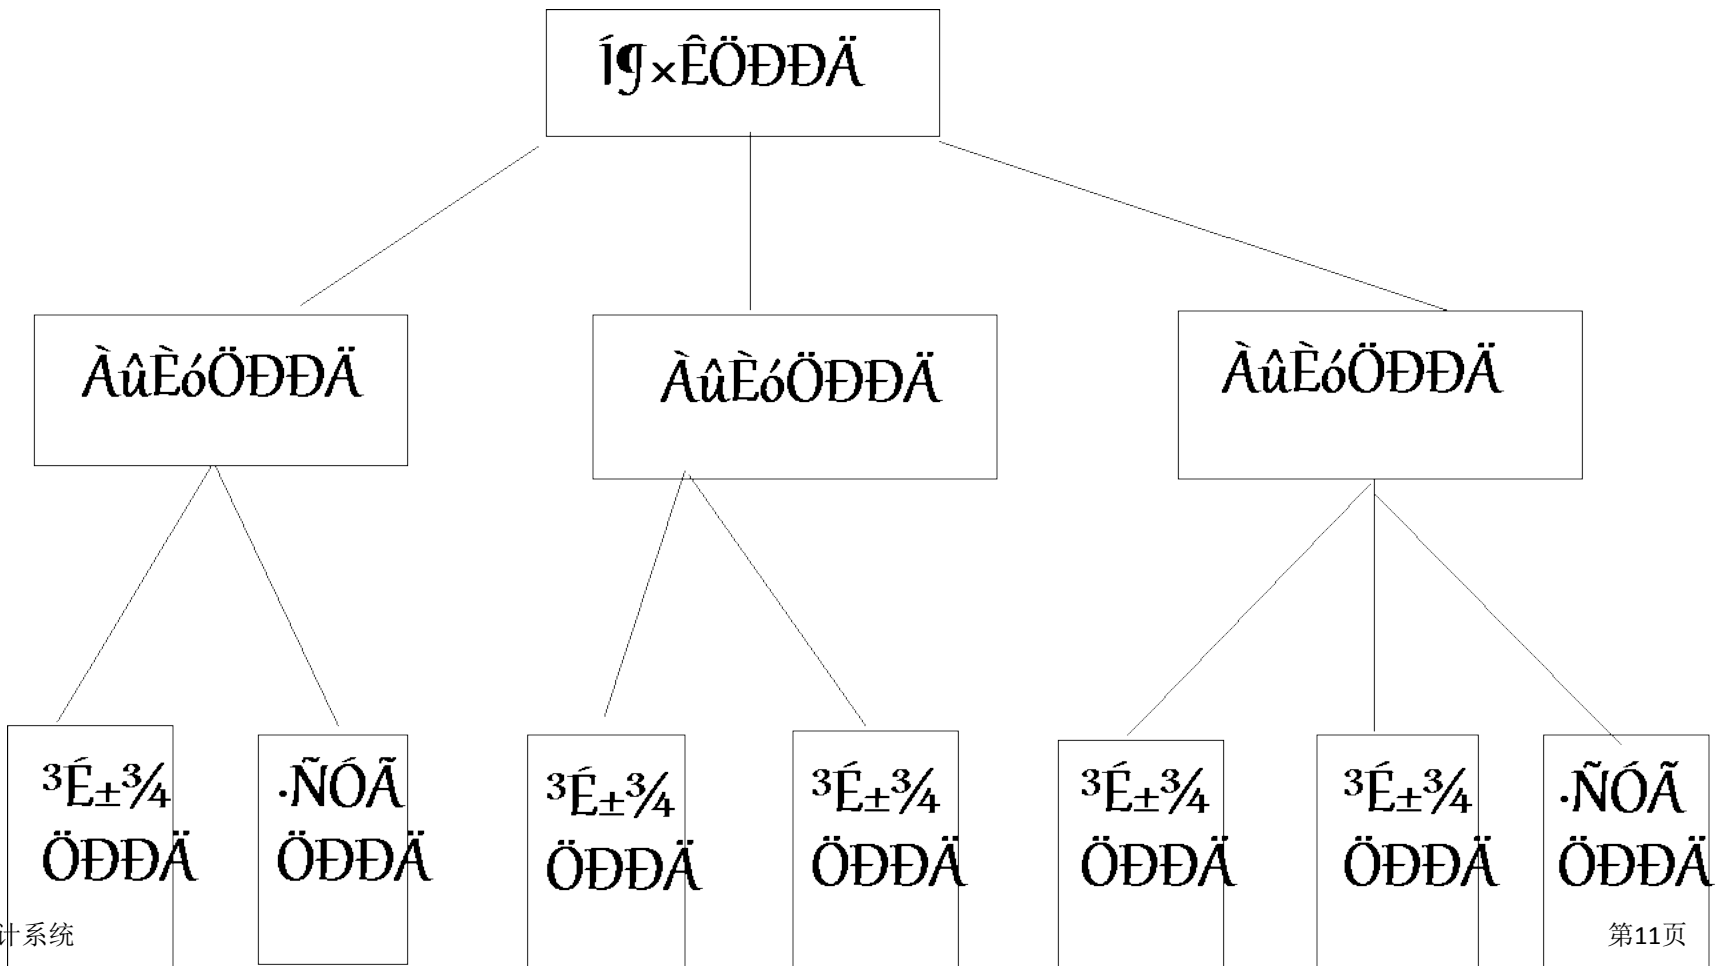 Í¶×ÊÖÐÐÄ
ÀûÈóÖÐÐÄ
ÀûÈóÖÐÐÄ
ÀûÈóÖÐÐÄ
³É±¾
ÖÐÐÄ
·ÑÓÃ
ÖÐÐÄ
³É±¾
ÖÐÐÄ
³É±¾
ÖÐÐÄ
³É±¾
ÖÐÐÄ
³É±¾
ÖÐÐÄ
·ÑÓÃ
ÖÐÐÄ
计系统
第11页